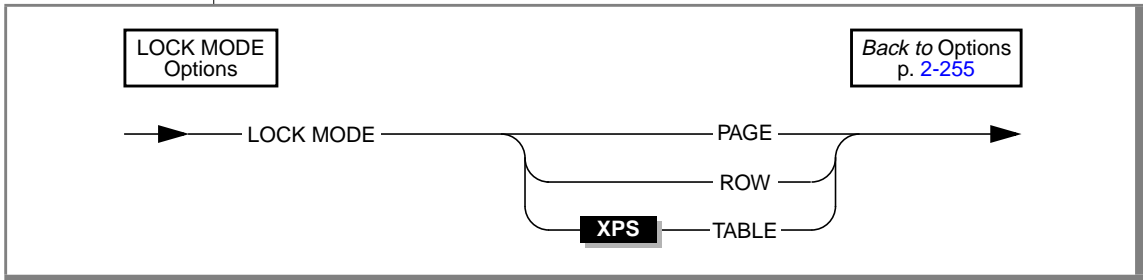 LOCK MODE
Options
Back to Options
p. 2-255
LOCK MODE
PAGE
ROW
XPS
TABLE